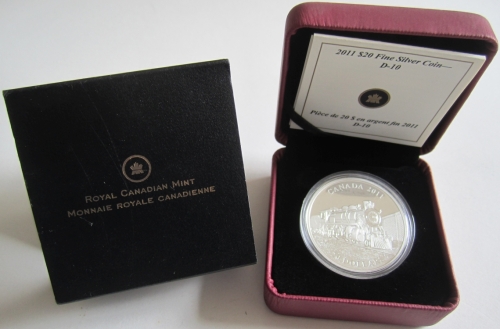 ROYAL CANADIAN MINT
MONNAIE ROYALE CANADIENNE
2011 $20 Fine Silver Coin—
D-10
Pièce de 20 $ en argent fin 2011
D-10
CANADA 2011